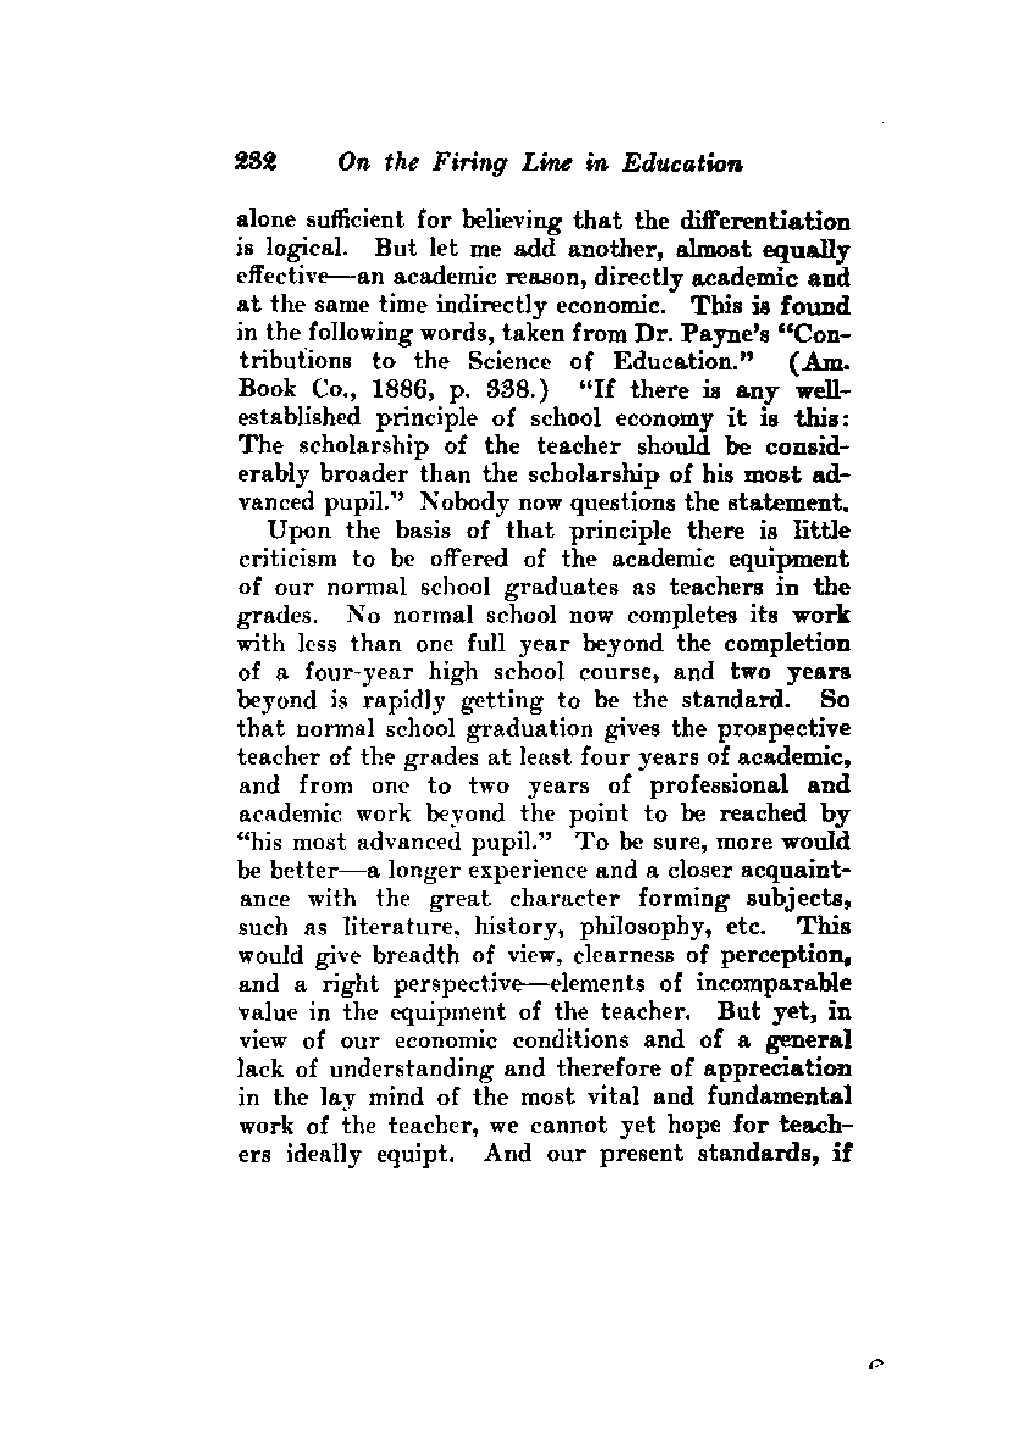 232 On the Firing Line in Education
alone sufficient for believing that the differentiation
is logical. But let me add another, almost equally
effective—an academic reason, directly academic and
at the same time indirectly economic. This is found
in the following words, taken from Dr. Payne's "Con-
tributions to the Science of Education." (Am.
Book Co., 1886, p. 338.) "If there is any well-
established principle of school economy it is this:
The scholarship of the teacher should be consid-
erably broader than the scholarship of his most ad-
vanced pupil." Nobody now questions the statement.
Upon the basis of that principle there is little
criticism to be offered of the academic equipment
of our normal school graduates as teachers in the
grades. No normal school now completes its work
with less than one full year beyond the completion
of a four-year high school course, and two years
beyond is rapidly getting to be the standard. So
that normal school graduation gives the prospective
teacher of the grades at least four years of academic,
and from one to two years of professional and
academic work beyond the point to be reached by
"his most advanced pupil." To be sure, more would
be better—a longer experience and a closer acquaint-
ance with the great character forming subjects,
such as literature, history, philosophy, etc. This
would give breadth of view, clearness of perception,
and a right perspective—elements of incomparable
value in the equipment of the teacher. But yet, in
view of our economic conditions and of a general
lack of understanding and therefore of appreciation
in the lay mind of the most vital and fundamental
work of the teacher, we cannot yet hope for teach-
ers ideally equipt. And our present standards, if